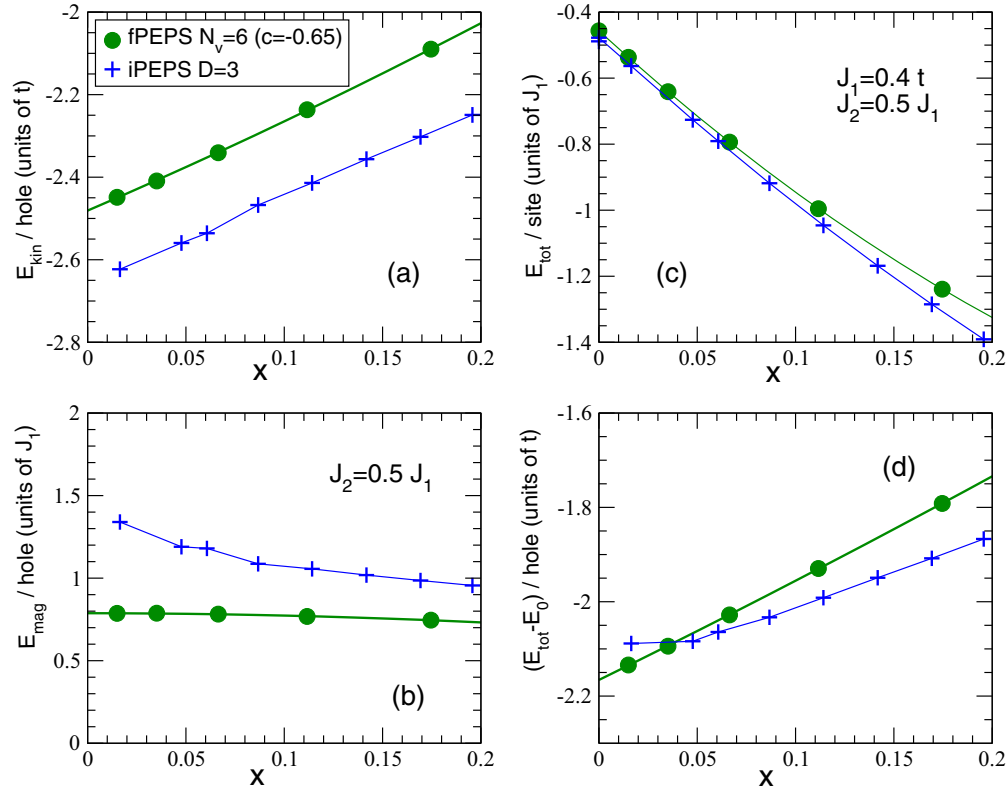 (a)
fPEPS N_v=6 (c=-0.65)
iPEPS D=3
E_kin / hole (units of t)
-2
-2.2
-2.4
-2.6
-2.8
0
0.05
0.1
0.15
0.2
x
(c)
J_1=0.4 t
J_2=0.5 J_1
E_tot / site (units of J_1)
-0.4
-0.6
-0.8
-1
-1.2
-1.4
0
0.05
0.1
0.15
0.2
x
(b)
J_2=0.5 J_1
E_mag / hole (units of J_1)
2
1.5
1
0.5
0
0
0.05
0.1
0.15
0.2
x
(d)
(E_tot-E_0) / hole (units of t)
-1.6
-1.8
-2
-2.2
0
0.05
0.1
0.15
0.2
x